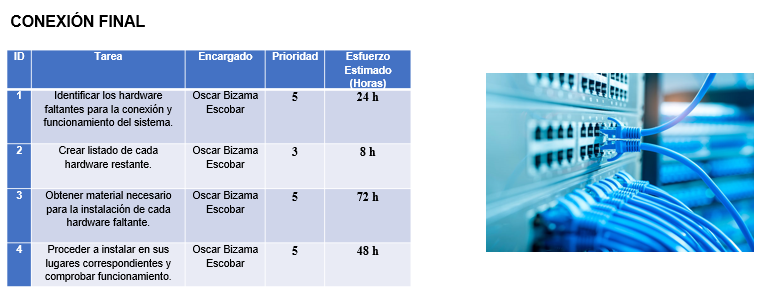 CONEXIÓN FINAL
ID Tarea Encargado Prioridad Esfuerzo
Estimado
(Horas)
1 Identificar los hardware Oscar Bizama 5 24 h
faltantes para la conexión y Escobar
funcionamiento del sistema.
2 Crear listado de cada Oscar Bizama 3 8 h
hardware restante. Escobar
3 Obtener material necesario Oscar Bizama 5 72 h
para la instalación de cada Escobar
hardware faltante.
4 Proceder a instalar en sus Oscar Bizama 5 48 h
lugares correspondientes y Escobar
comprobar funcionamiento.